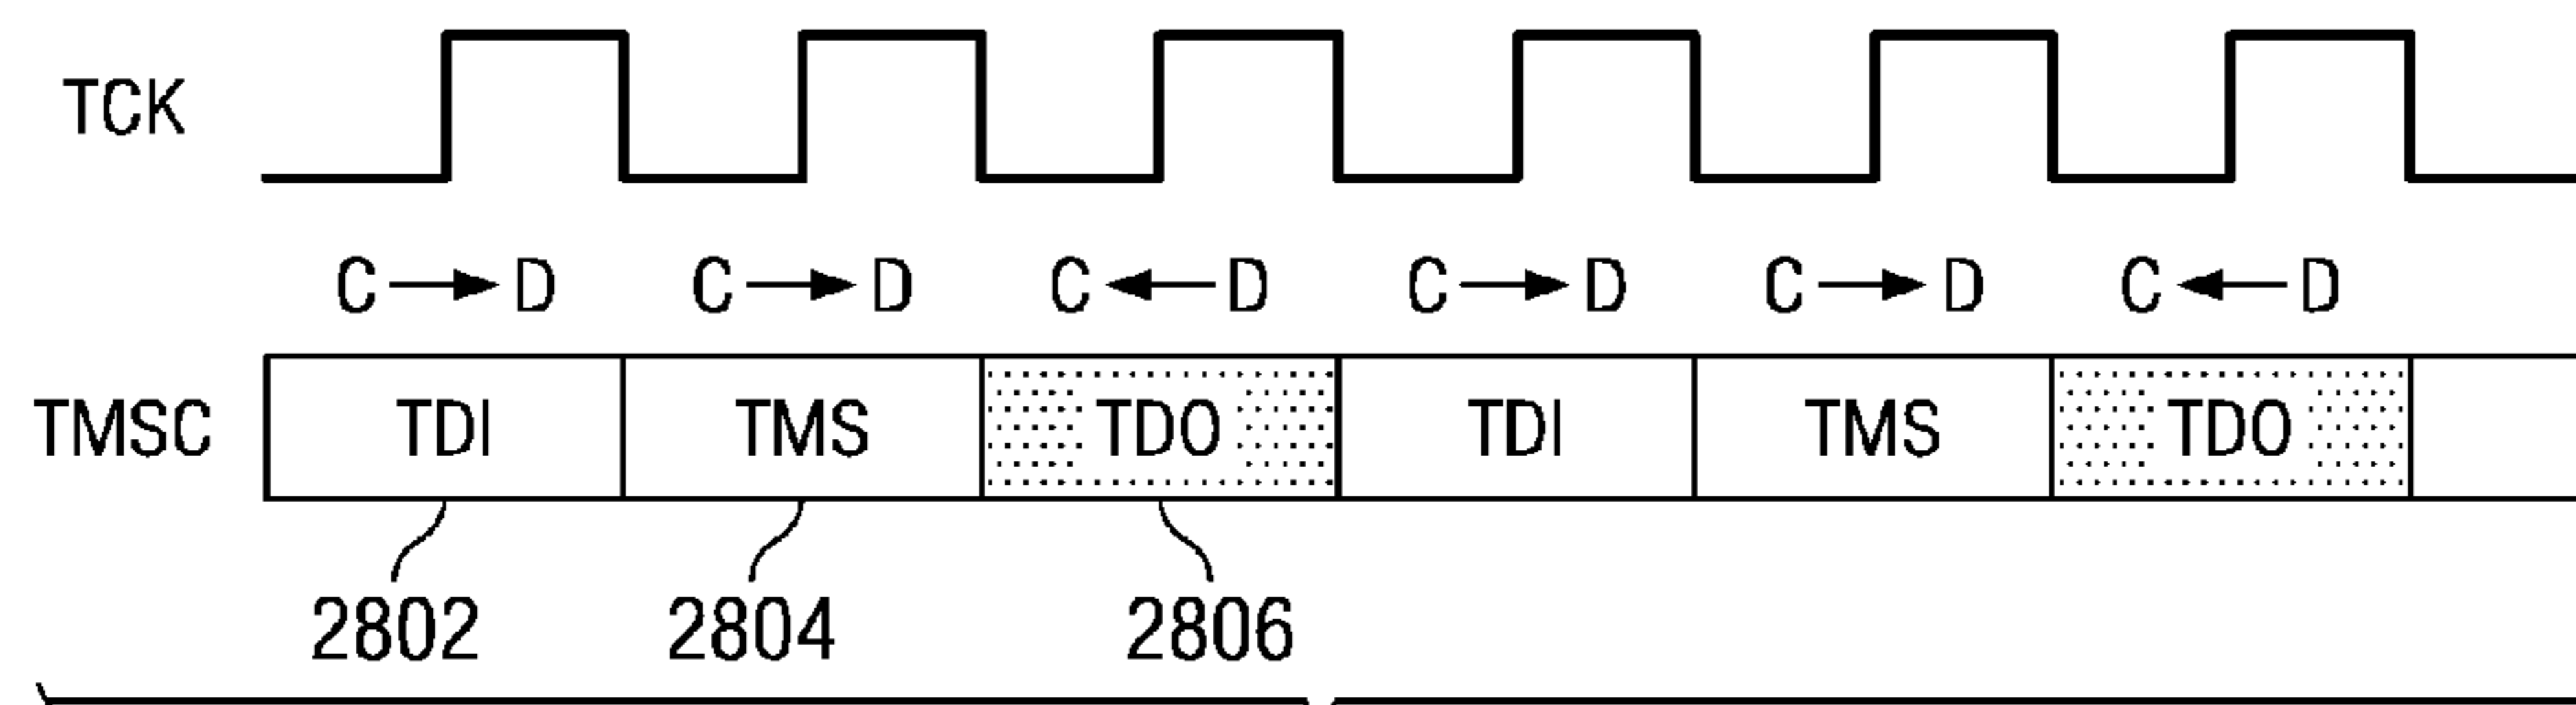 TCK
C → D C → D C ← D C → D C → D C ← D
TMSC TDI TMS TDO TDI TMS TDO
2802 2804 2806